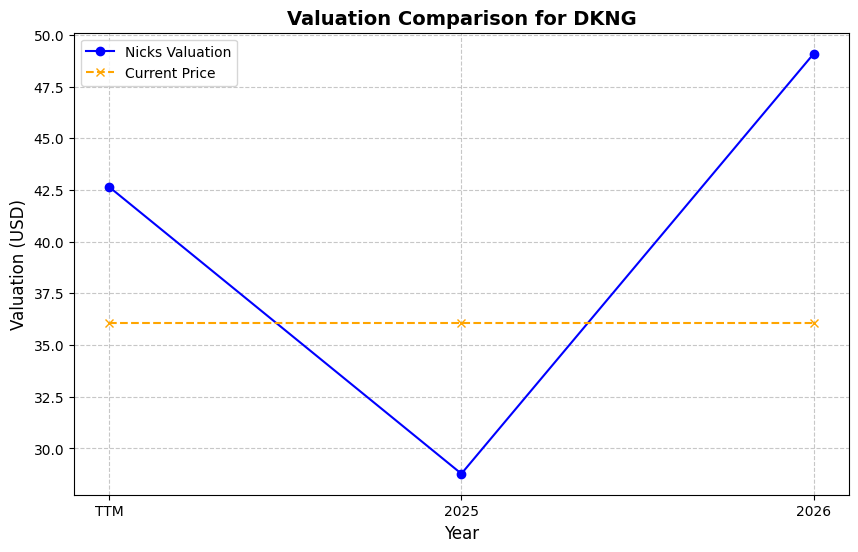 Valuation Comparison for DKNG
Nicks Valuation
Current Price
Valuation (USD)
50.0
47.5
45.0
42.5
40.0
37.5
35.0
32.5
30.0
TTM
2025
2026
Year